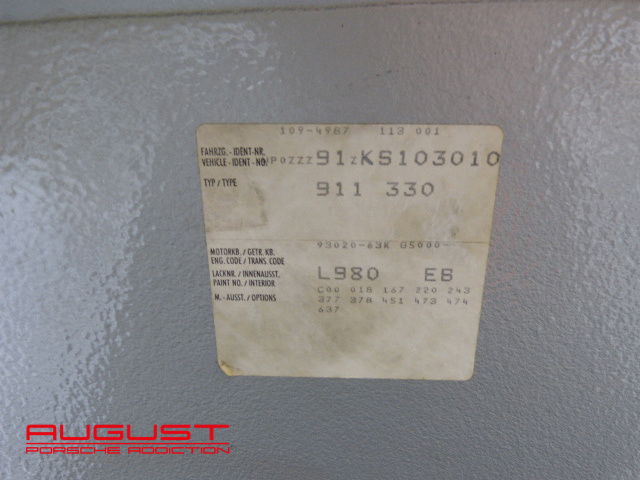 109-4987 113 001
FAHRZG.-IDENT-NR.
VEHICLE-IDENT-NO. P0ZZZ91ZKS103010
TYP / TYPE 911 330
93020-63K G5000-
MOTORKB. / GETR. KB.
ENG. CODE / TRANS. CODE
LACKNR. / INNENAUSST. L980 EB
PAINT NO. / INTERIOR
C00 018 167 220 243
M.- AUSST. / OPTIONS 377 378 451 473 474
637
AUGUST
PORSCHE ADDICTION